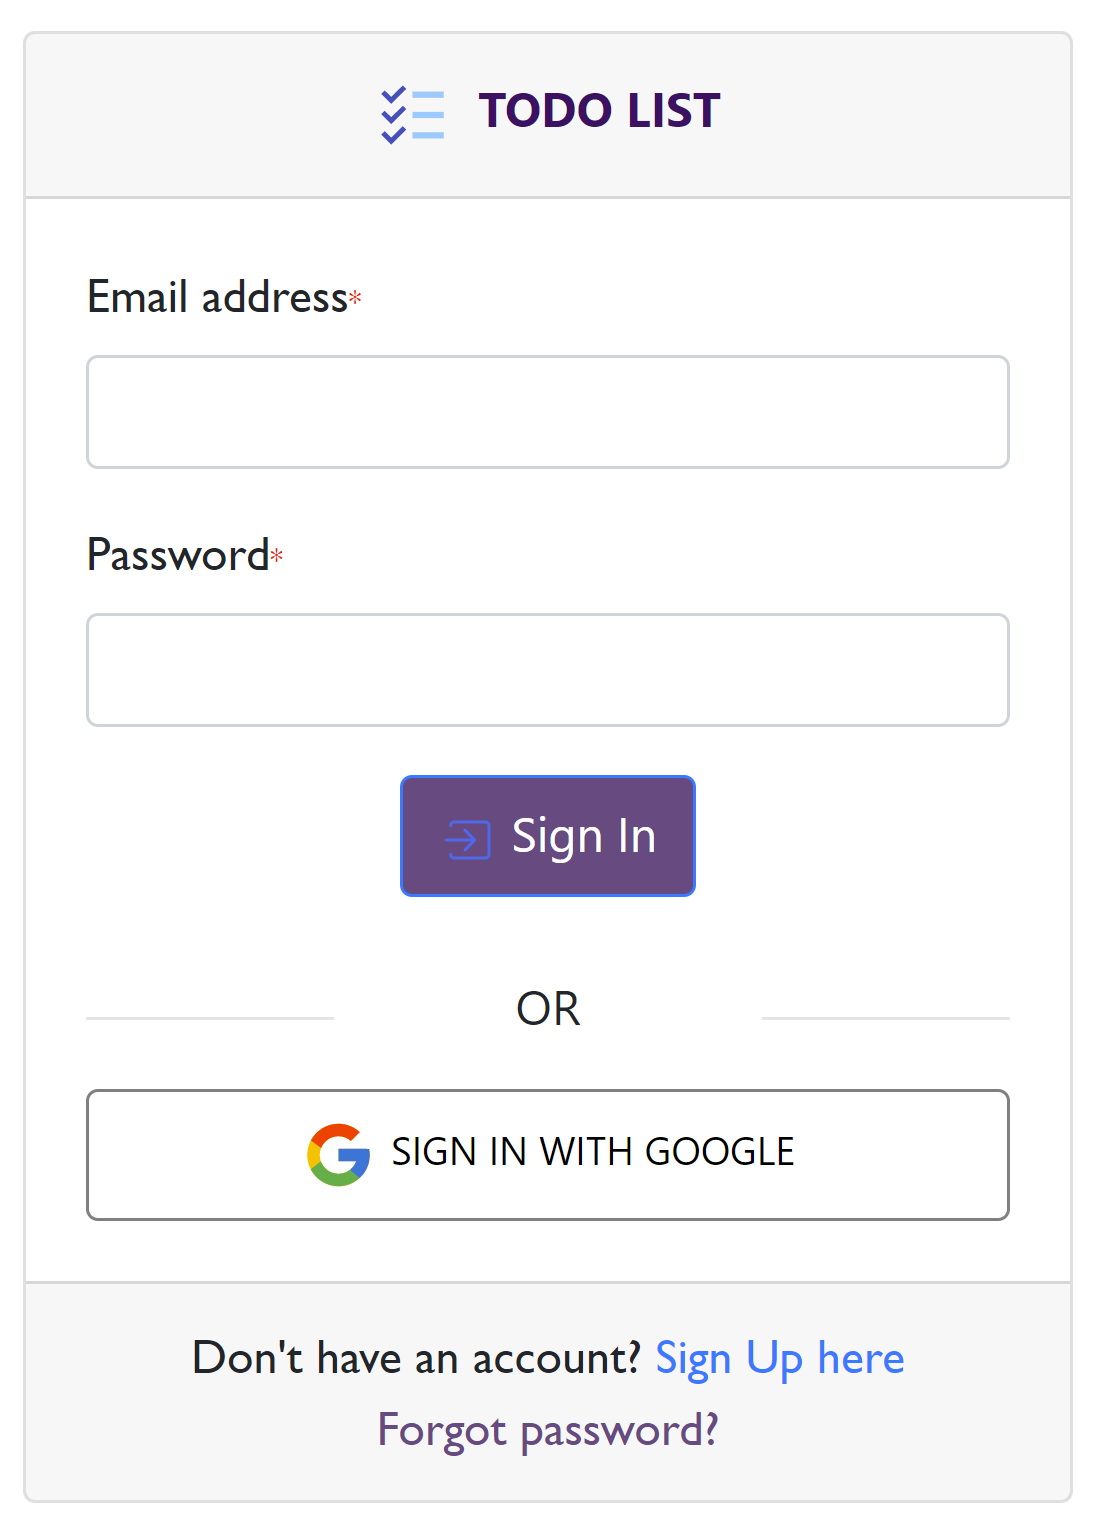 TODO LIST
Email address*
Password*
Sign In
OR
SIGN IN WITH GOOGLE
Don't have an account? Sign Up here
Forgot password?